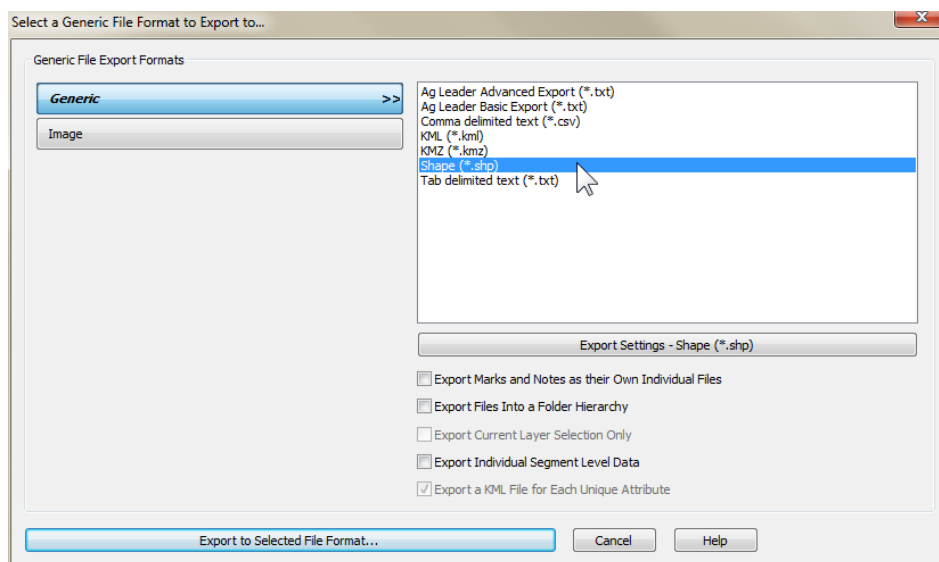 Select a Generic File Format to Export to...
x
Generic File Export Formats
Generic >>
Image
Ag Leader Advanced Export (*.txt)
Ag Leader Basic Export (*.txt)
Comma delimited text (*.csv)
KML (*.kml)
KMZ (*.kmz)
Shape (*.shp)
Tab delimited text (*.txt)
Export Settings - Shape (*.shp)
Export Marks and Notes as their Own Individual Files
Export Files Into a Folder Hierarchy
Export Current Layer Selection Only
Export Individual Segment Level Data
Export a KML File for Each Unique Attribute
Export to Selected File Format...
Cancel
Help